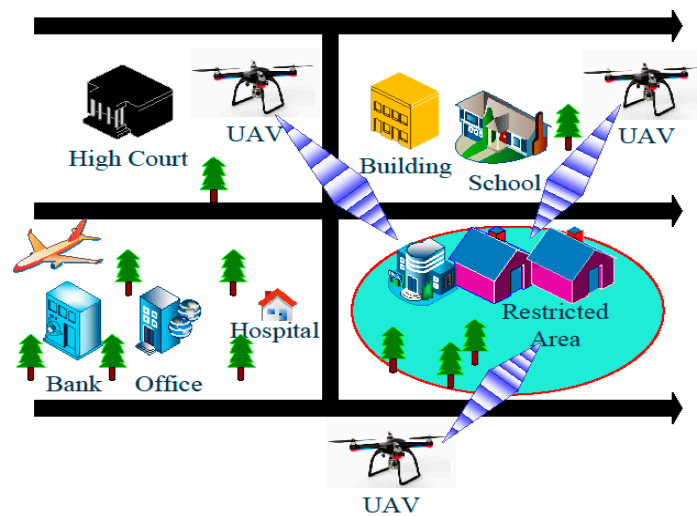 High Court
UAV
Building
School
UAV
Bank
Office
Hospital
Restricted
Area
UAV